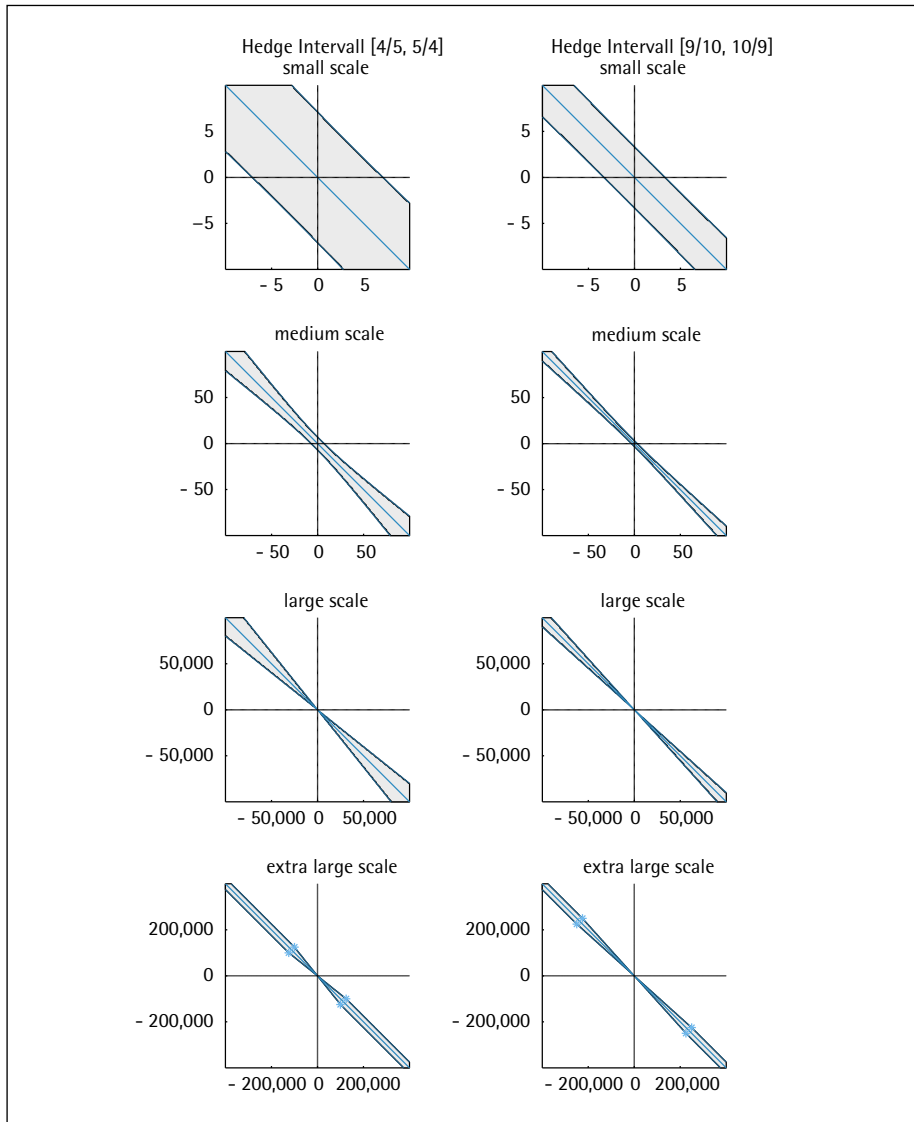 Hedge Intervall [4/5, 5/4]
small scale
5
0
–5
- 5 0 5
Hedge Intervall [9/10, 10/9]
small scale
5
0
- 5
- 5 0 5
medium scale
50
0
- 50
- 50 0 50
medium scale
50
0
- 50
- 50 0 50
large scale
50,000
0
- 50,000
- 50,000 0 50,000
large scale
50,000
0
- 50,000
- 50,000 0 50,000
extra large scale
200,000
0
- 200,000
- 200,000 0 200,000
extra large scale
200,000
0
- 200,000
- 200,000 0 200,000